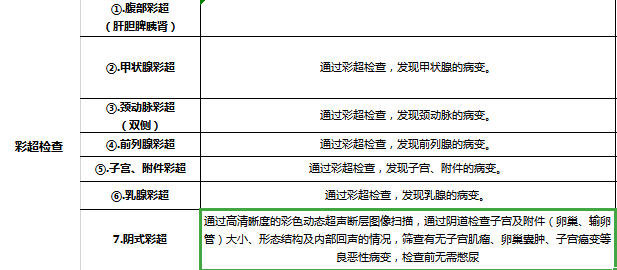 ①.腹部彩超
（肝胆脾胰肾）
②.甲状腺彩超
通过彩超检查，发现甲状腺的病变。
③.颈动脉彩超
（双侧）
通过彩超检查，发现颈动脉的病变。
彩超检查
④.前列腺彩超
通过彩超检查，发现前列腺的病变。
⑤.子宫、附件彩超
通过彩超检查，发现子宫、附件的病变。
⑥.乳腺彩超
通过彩超检查，发现乳腺的病变。
7.阴式彩超
通过高清晰度的彩色动态超声断层图像扫描，通过阴道检查子宫及附件（卵巢、输卵
管）大小、形态结构及内部回声的情况，筛查有无子宫肌瘤、卵巢囊肿、子宫癌变等
良恶性病变，检查前无需憋尿